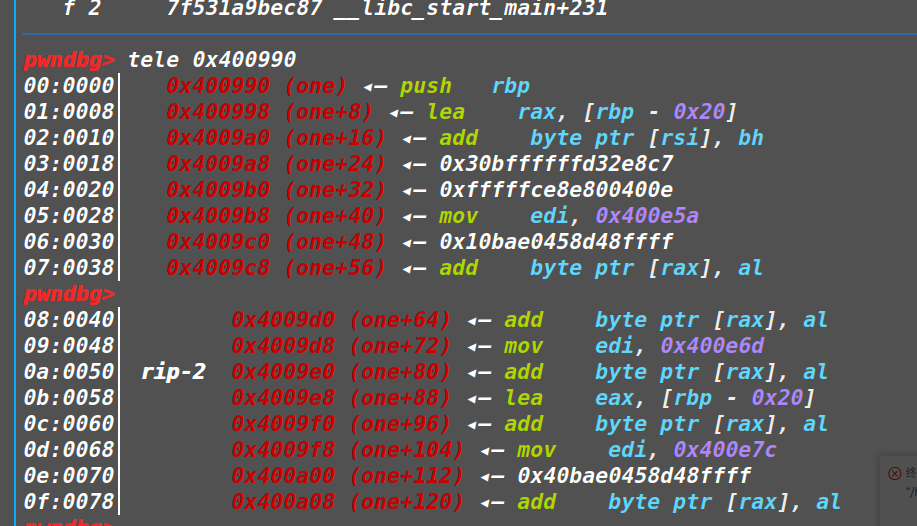 f 2     7f531a9bec87 __libc_start_main+231
pwndbg> tele 0x400990
00:0000│   0x400990 (one) ◂— push   rbp
01:0008│   0x400998 (one+8) ◂— lea    rax, [rbp - 0x20]
02:0010│   0x4009a0 (one+16) ◂— add    byte ptr [rsi], bh
03:0018│   0x4009a8 (one+24) ◂— 0x30bffffffd32e8c7
04:0020│   0x4009b0 (one+32) ◂— 0xfffffce8e800400e
05:0028│   0x4009b8 (one+40) ◂— mov    edi, 0x400e5a
06:0030│   0x4009c0 (one+48) ◂— 0x10bae0458d48ffff
07:0038│   0x4009c8 (one+56) ◂— add    byte ptr [rax], al
pwndbg>
08:0040│        0x4009d0 (one+64) ◂— add    byte ptr [rax], al
09:0048│        0x4009d8 (one+72) ◂— mov    edi, 0x400e6d
0a:0050│ rip-2  0x4009e0 (one+80) ◂— add    byte ptr [rax], al
0b:0058│        0x4009e8 (one+88) ◂— lea    eax, [rbp - 0x20]
0c:0060│        0x4009f0 (one+96) ◂— add    byte ptr [rax], al
0d:0068│        0x4009f8 (one+104) ◂— mov    edi, 0x400e7c
0e:0070│        0x400a00 (one+112) ◂— 0x40bae0458d48ffff
0f:0078│        0x400a08 (one+120) ◂— add    byte ptr [rax], al